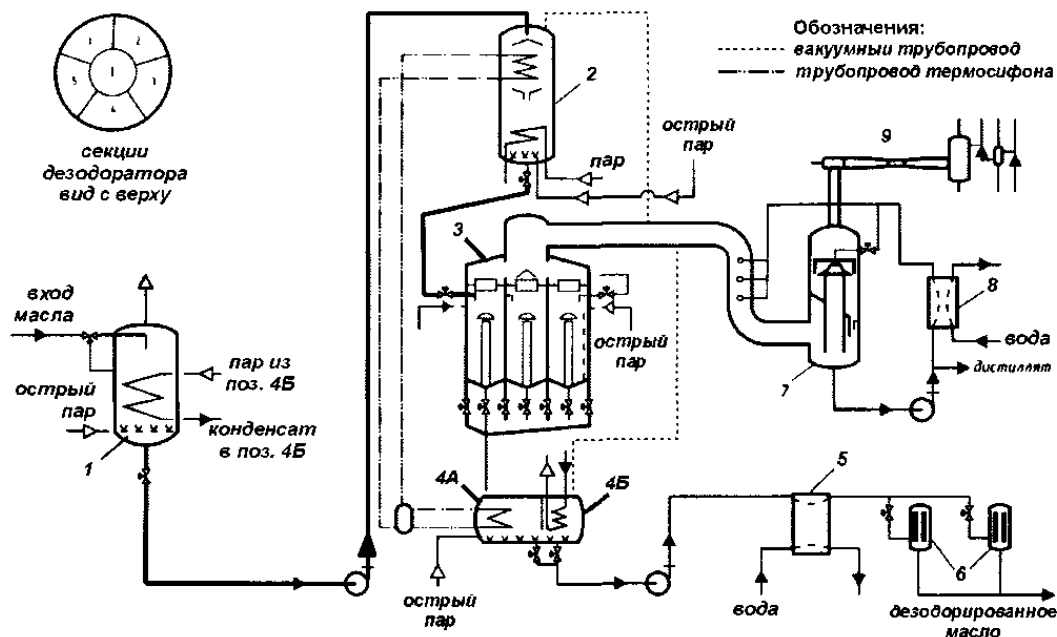 Обозначения:
вакуумный трубопровод
трубопровод термосифона
1
2
5
1
3
4
секции
дезодоратора
вид с верху
2
острый
пар
пар
9
3
вход
масла
пар из
поз. 4Б
острый
пар
конденсат
в поз. 4Б
1
острый
пар
8
вода
дистиллят
7
4А
4Б
5
6
острый
пар
вода
дезодорированное
масло